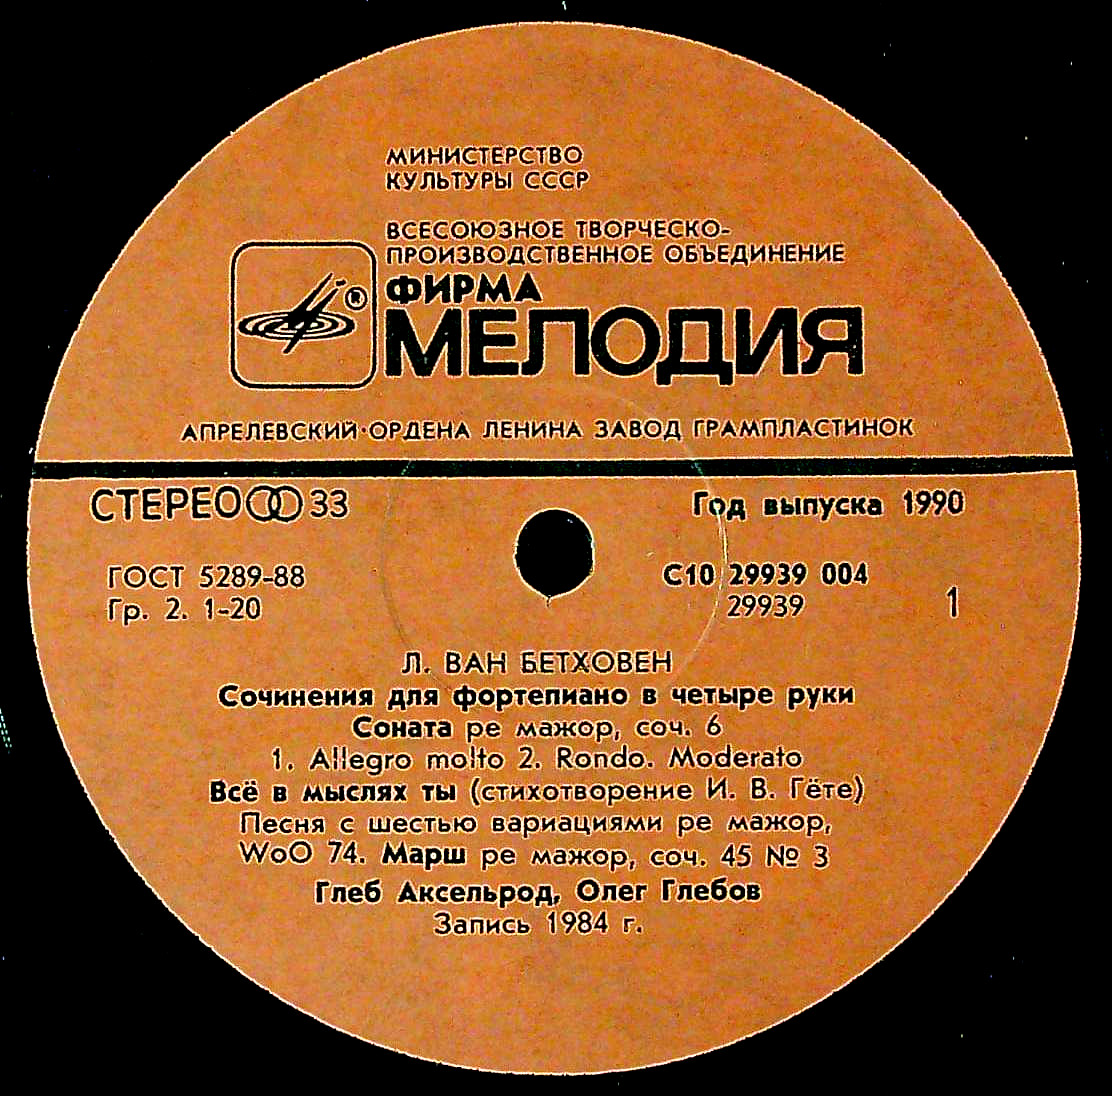 МИНИСТЕРСТВО
КУЛЬТУРЫ СССР
ВСЕСОЮЗНОЕ ТВОРЧЕСКО-
ПРОИЗВОДСТВЕННОЕ ОБЪЕДИНЕНИЕ
ФИРМА
®
МЕЛОДИЯ
АПРЕЛЕВСКИЙ·ОРДЕНА ЛЕНИНА ЗАВОД ГРАМПЛАСТИНОК
СТЕРЕО 33
Год выпуска 1990
ГОСТ 5289-88
Гр. 2. 1-20
С10 29939 004
29939
1
Л. ВАН БЕТХОВЕН
Сочинения для фортепиано в четыре руки
Соната ре мажор, соч. 6
1. Allegro molto 2. Rondo. Moderato
Всё в мыслях ты (стихотворение И. В. Гёте)
Песня с шестью вариациями ре мажор,
WoO 74. Марш ре мажор, соч. 45 № 3
Глеб Аксельрод, Олег Глебов
Запись 1984 г.